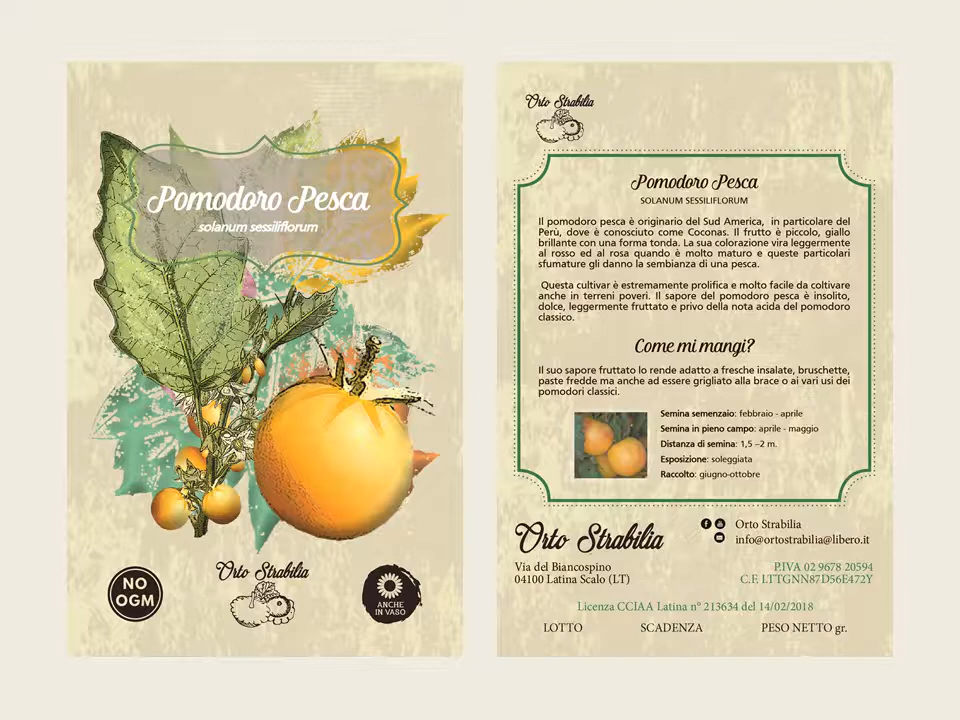 Pomodoro Pesca
solanum sessiliflorum
NO
OGM
Orto Strabilia
ANCHE
IN VASO
Orto Strabilia
Pomodoro Pesca
SOLANUM SESSILIFLORUM
Il pomodoro pesca è originario del Sud America, in particolare del
Perù, dove è conosciuto come Coconas. Il frutto è piccolo, giallo
brillante con una forma tonda. La sua colorazione vira leggermente
al rosso ed al rosa quando è molto maturo e queste particolari
sfumature gli danno la sembianza di una pesca.
Questa cultivar è estremamente prolifica e molto facile da coltivare
anche in terreni poveri. Il sapore del pomodoro pesca è insolito,
dolce, leggermente fruttato e privo della nota acida del pomodoro
classico.
Come mi mangi?
Il suo sapore fruttato lo rende adatto a fresche insalate, bruschette,
paste fredde ma anche ad essere grigliato alla brace o ai vari usi dei
pomodori classici.
Semina semenzaio: febbraio - aprile
Semina in pieno campo: aprile - maggio
Distanza di semina: 1,5 –2 m.
Esposizione: soleggiata
Raccolto: giugno-ottobre
Orto Strabilia
Orto Strabilia
info@ortostrabilia@libero.it
Via del Biancospino
04100 Latina Scalo (LT)
P.IVA 02 9678 20594
C.F. LTTGNN87D56E472Y
Licenza CCIAA Latina n° 213634 del 14/02/2018
LOTTO SCADENZA PESO NETTO gr.